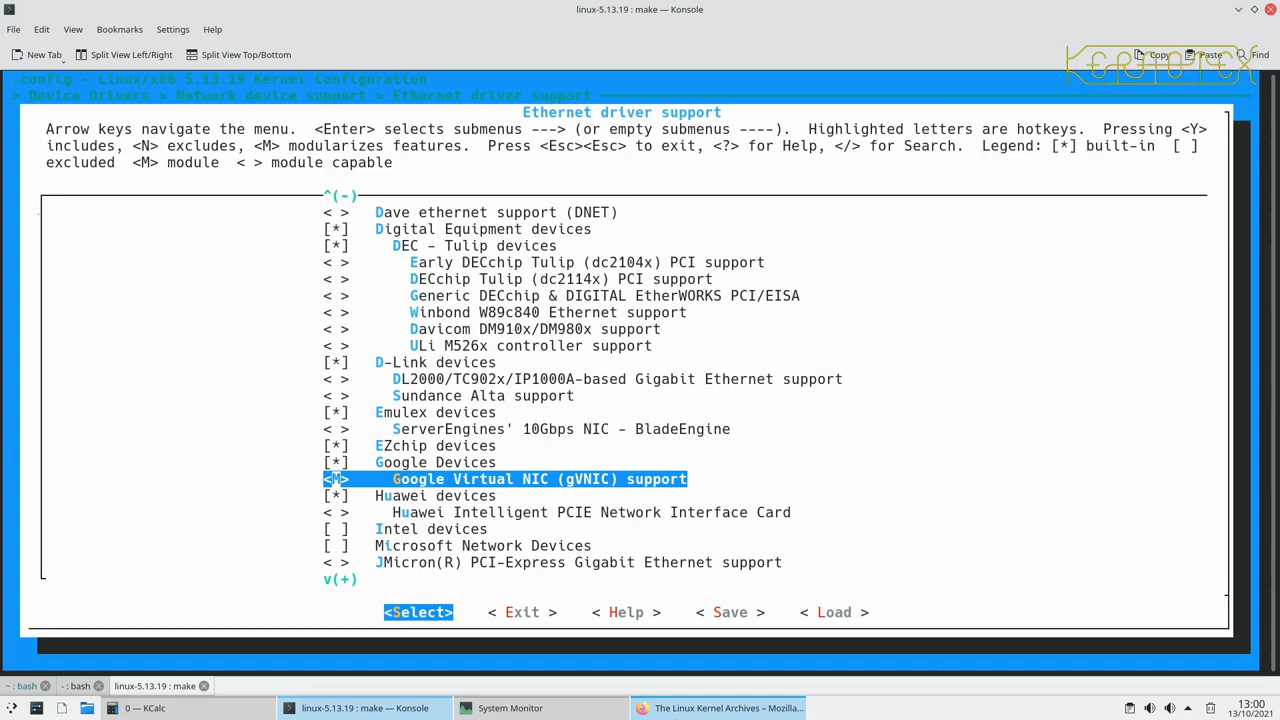 linux-5.13.19 : make — Konsole
File Edit View Bookmarks Settings Help
New Tab Split View Left/Right Split View Top/Bottom Copy Paste Find
KERNOTEX
.config - Linux/x86 5.13.19 Kernel Configuration
> Device Drivers > Network device support > Ethernet driver support
Ethernet driver support
Arrow keys navigate the menu. <Enter> selects submenus ---> (or empty submenus ----). Highlighted letters are hotkeys. Pressing <Y>
includes, <N> excludes, <M> modularizes features. Press <Esc><Esc> to exit, <?> for Help, </> for Search. Legend: [*] built-in [ ]
excluded <M> module < > module capable
^(-)
< > Dave ethernet support (DNET)
[*] Digital Equipment devices
[*] DEC - Tulip devices
< > Early DECchip Tulip (dc2104x) PCI support
< > DECchip Tulip (dc2114x) PCI support
< > Generic DECchip & DIGITAL EtherWORKS PCI/EISA
< > Winbond W89c840 Ethernet support
< > Davicom DM910x/DM980x support
< > ULi M526x controller support
[*] D-Link devices
< > DL2000/TC902x/IP1000A-based Gigabit Ethernet support
< > Sundance Alta support
[*] Emulex devices
< > ServerEngines' 10Gbps NIC - BladeEngine
[*] EZchip devices
[*] Google Devices
<M> Google Virtual NIC (gVNIC) support
[*] Huawei devices
< > Huawei Intelligent PCIE Network Interface Card
[ ] Intel devices
[ ] Microsoft Network Devices
< > JMicron(R) PCI-Express Gigabit Ethernet support
v(+)
<Select> < Exit > < Help > < Save > < Load >
~ : bash - : bash linux-5.13.19 : make
0 — KCalc linux-5.13.19 : make — Konsole System Monitor The Linux Kernel Archives – Mozilla... 13:00
13/10/2021